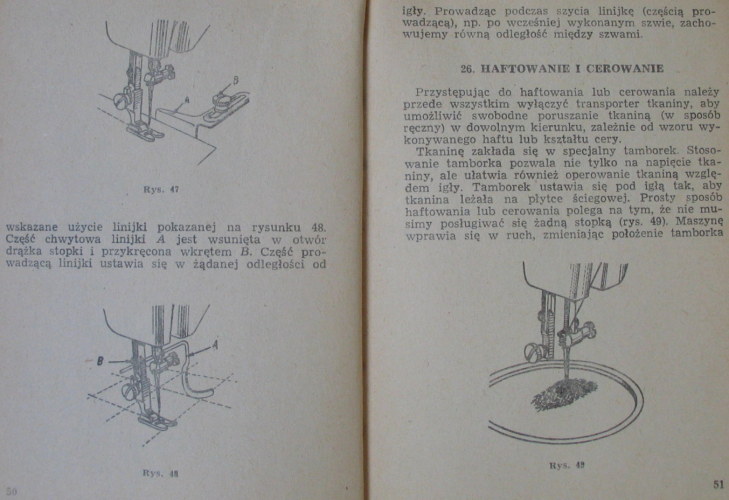 B
A
Rys. 47
wskazane użycie linijki pokazanej na rysunku 48.
Część chwytowa linijki A jest wsunięta w otwór
drążka stopki i przykręcona wkrętem B. Część pro-
wadzącą linijki ustawia się w żądanej odległości od
A
B
Rys. 48
50
igły. Prowadząc podczas szycia linijkę (częścią pro-
wadzącą), np. po wcześniej wykonanym szwie, zacho-
wujemy równą odległość między szwami.
26. HAFTOWANIE I CEROWANIE
Przystępując do haftowania lub cerowania należy
przede wszystkim wyłączyć transporter tkaniny, aby
umożliwić swobodne poruszanie tkaniną (w sposób
ręczny) w dowolnym kierunku, zależnie od wzoru wy-
konywanego haftu lub kształtu cery.
Tkaninę zakłada się w specjalny tamborek. Stoso-
wanie tamborka pozwala nie tylko na napięcie tka-
niny, ale ułatwia również operowanie tkaniną wzglę-
dem igły. Tamborek ustawia się pod igłą tak, aby
tkanina leżała na płytce ściegowej. Prosty sposób
haftowania lub cerowania polega na tym, że nie mu-
simy posługiwać się żadną stopką (rys. 49). Maszynę
wprawia się w ruch, zmieniając położenie tamborka
Rys. 49
51